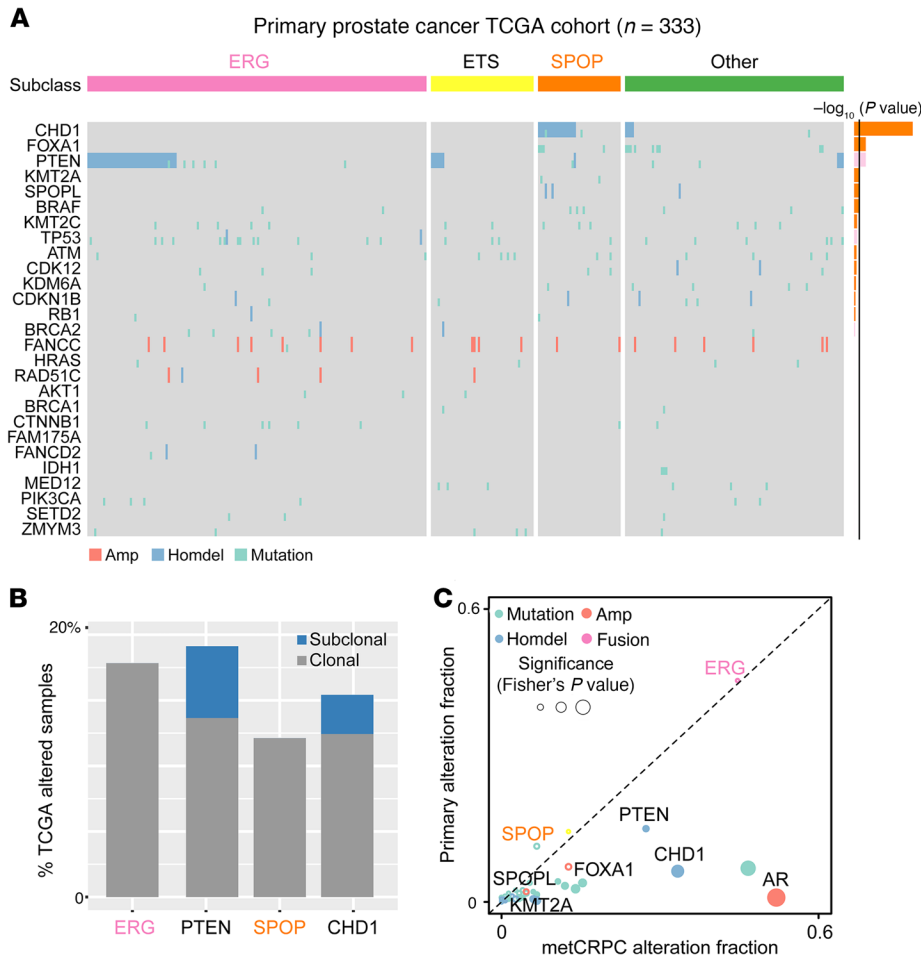 A
Primary prostate cancer TCGA cohort (n = 333)
ERG ETS SPOP Other
Subclass
–log10 (P value)
CHD1
FOXA1
PTEN
KMT2A
SPOPL
BRAF
KMT2C
TP53
ATM
CDK12
KDM6A
CDKN1B
RB1
BRCA2
FANCC
HRAS
RAD51C
AKT1
BRCA1
CTNNB1
FAM175A
FANCD2
IDH1
MED12
PIK3CA
SETD2
ZMYM3
Amp Homdel Mutation
B
% TCGA altered samples
20%
0
Subclonal
Clonal
ERG PTEN SPOP CHD1
C
Primary alteration fraction
0.6
0
Mutation Amp
Homdel Fusion
Significance
(Fisher's P value)
ERG
PTEN
SPOP
CHD1
FOXA1
SPOPL
AR
KMT2A
0 0.6
metCRPC alteration fraction